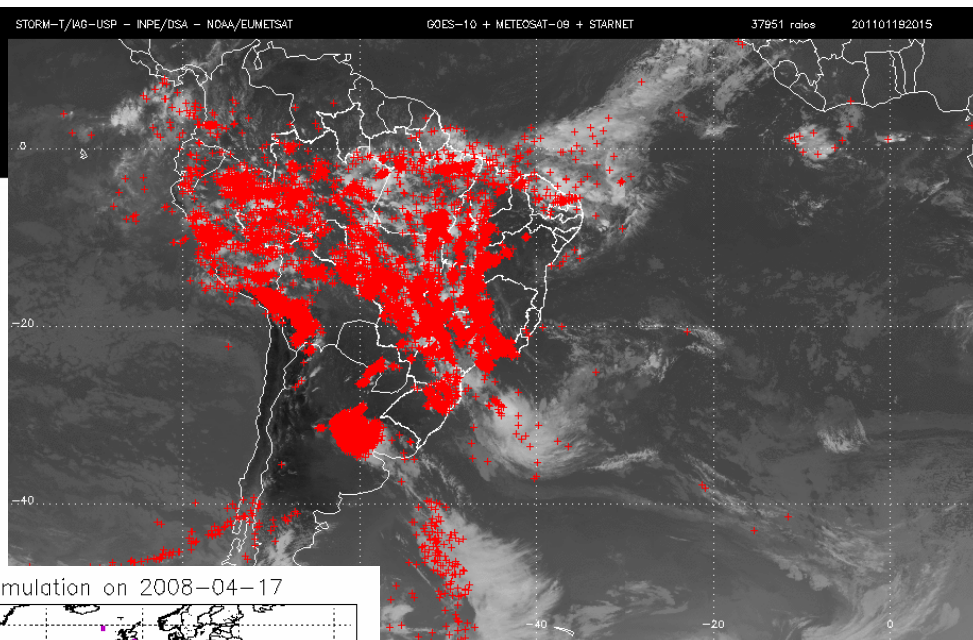 STORM-T/IAG-USP - INPE/DSA - NOAA/EUMETSAT GOES-10 + METEOSAT-09 + STARNET 37951 raios 201101192015
0
-20
-40
-40 -20 0
mulation on 2008-04-17